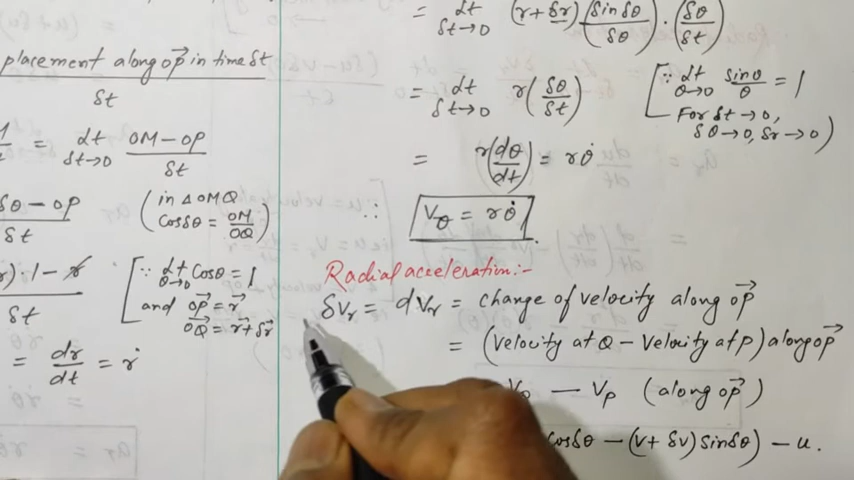 placement along OP in time δt
δt
= lt δt→0 OM-OP / δt
δθ - OP / δt
(in △ OMQ
Cosδθ = OM/OQ)
r) · 1 - r / δt
[∵ lt θ→0 Cosθ = 1
and OP = r
OQ = r + δr
= dr/dt = ṙ
= lt δt→0 (r+δr)(Sinδθ/δθ) · (δθ/δt)
= lt δt→0 r(δθ/δt)
[∵ lt θ→0 sinθ/θ = 1
For δt→0,
δθ→0, δr→0)
= r(dθ/dt) = rθ̇
∴ Vθ = rθ̇
Radial acceleration:-
δVr = dVr = change of velocity along OP
= (Velocity at Q - Velocity at P) along OP
- Vp (along OP)
cosδθ - (v + δv) sinδθ) - u.